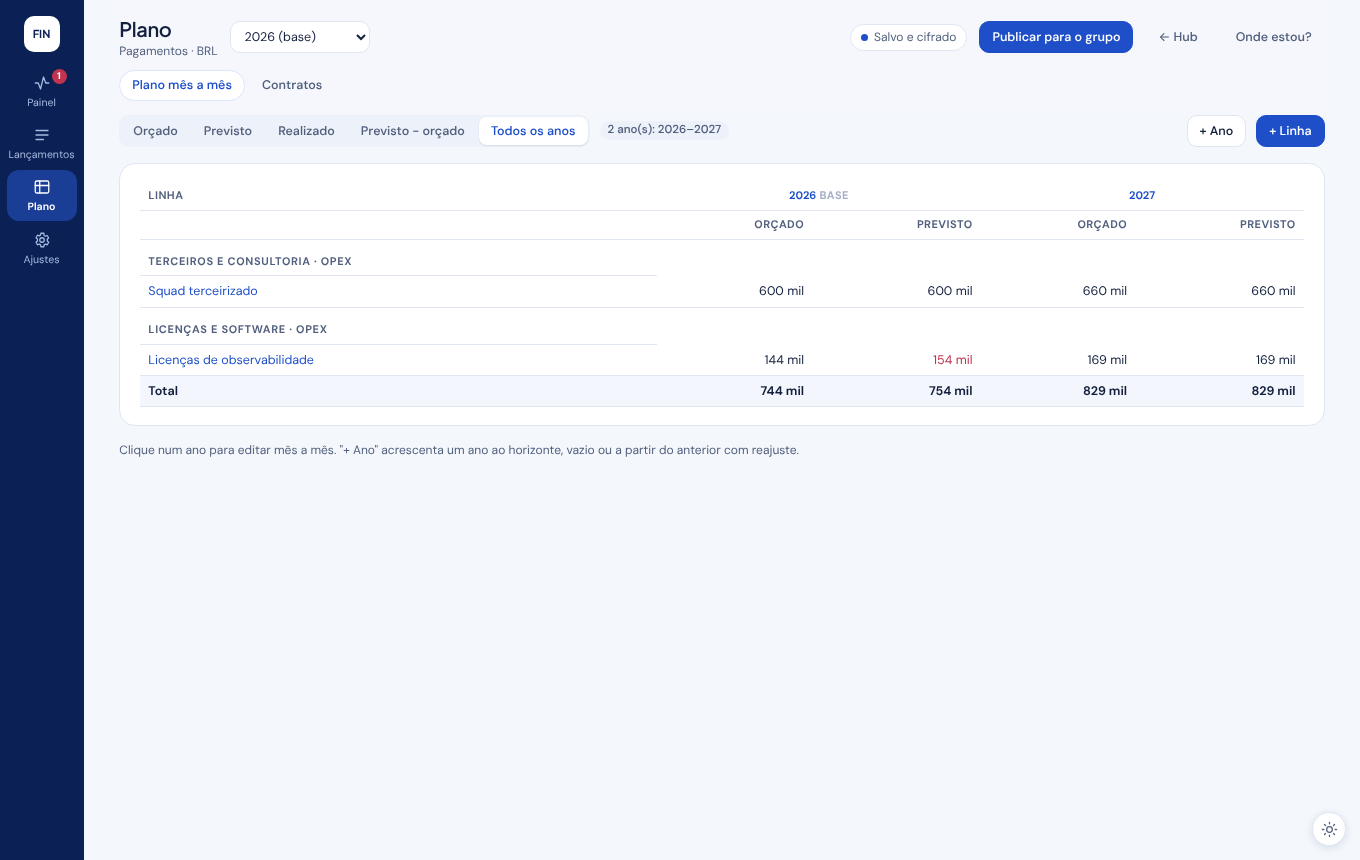 FIN
Plano
Pagamentos · BRL
2026 (base)
Salvo e cifrado
Publicar para o grupo
← Hub
Onde estou?
1
Painel
Lançamentos
Plano
Ajustes
Plano mês a mês
Contratos
Orçado
Previsto
Realizado
Previsto − orçado
Todos os anos
2 ano(s): 2026–2027
+ Ano
+ Linha
LINHA 2026 BASE 2027
ORÇADO PREVISTO ORÇADO PREVISTO
TERCEIROS E CONSULTORIA · OPEX
Squad terceirizado 600 mil 600 mil 660 mil 660 mil
LICENÇAS E SOFTWARE · OPEX
Licenças de observabilidade 144 mil 154 mil 169 mil 169 mil
Total 744 mil 754 mil 829 mil 829 mil
Clique num ano para editar mês a mês. "+ Ano" acrescenta um ano ao horizonte, vazio ou a partir do anterior com reajuste.